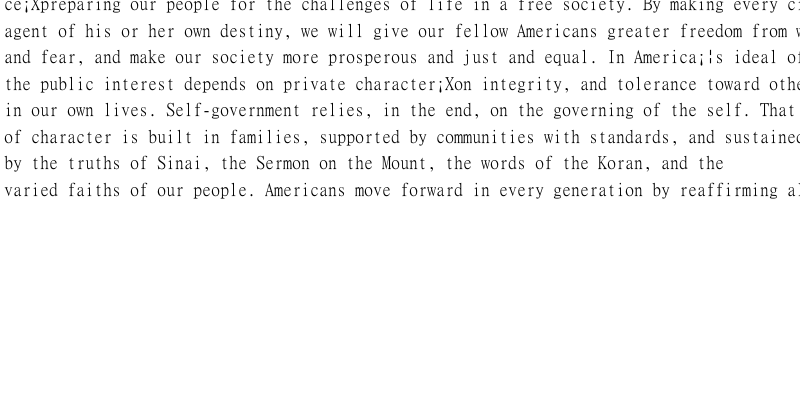 ce¡Xpreparing our people for the challenges of life in a free society. By making every
agent of his or her own destiny, we will give our fellow Americans greater freedom from
and fear, and make our society more prosperous and just and equal. In America¡¦s ideal
the public interest depends on private character¡Xon integrity, and tolerance toward
in our own lives. Self-government relies, in the end, on the governing of the self. That
of character is built in families, supported by communities with standards, and
by the truths of Sinai, the Sermon on the Mount, the words of the Koran, and the
varied faiths of our people. Americans move forward in every generation by reaffirming